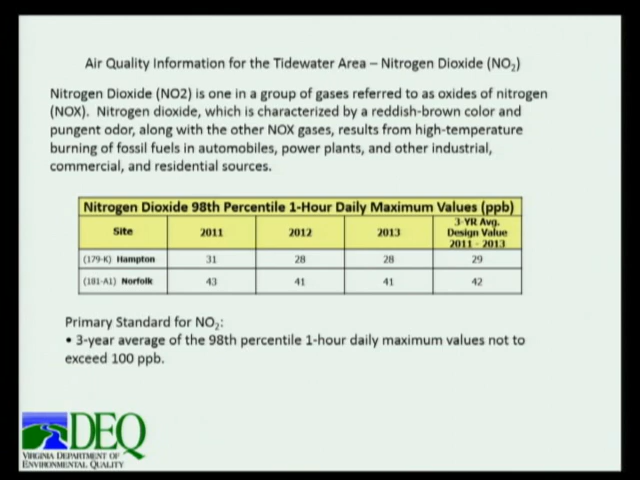 Air Quality Information for the Tidewater Area – Nitrogen Dioxide (NO2)
Nitrogen Dioxide (NO2) is one in a group of gases referred to as oxides of nitrogen
(NOX). Nitrogen dioxide, which is characterized by a reddish-brown color and
pungent odor, along with the other NOX gases, results from high-temperature
burning of fossil fuels in automobiles, power plants, and other industrial,
commercial, and residential sources.
Nitrogen Dioxide 98th Percentile 1-Hour Daily Maximum Values (ppb)
Site 2011 2012 2013 3-YR Avg. Design Value 2011 - 2013
(179-K) Hampton 31 28 28 29
(181-A1) Norfolk 43 41 41 42
Primary Standard for NO2:
• 3-year average of the 98th percentile 1-hour daily maximum values not to
exceed 100 ppb.
DEQ
VIRGINIA DEPARTMENT OF
ENVIRONMENTAL QUALITY